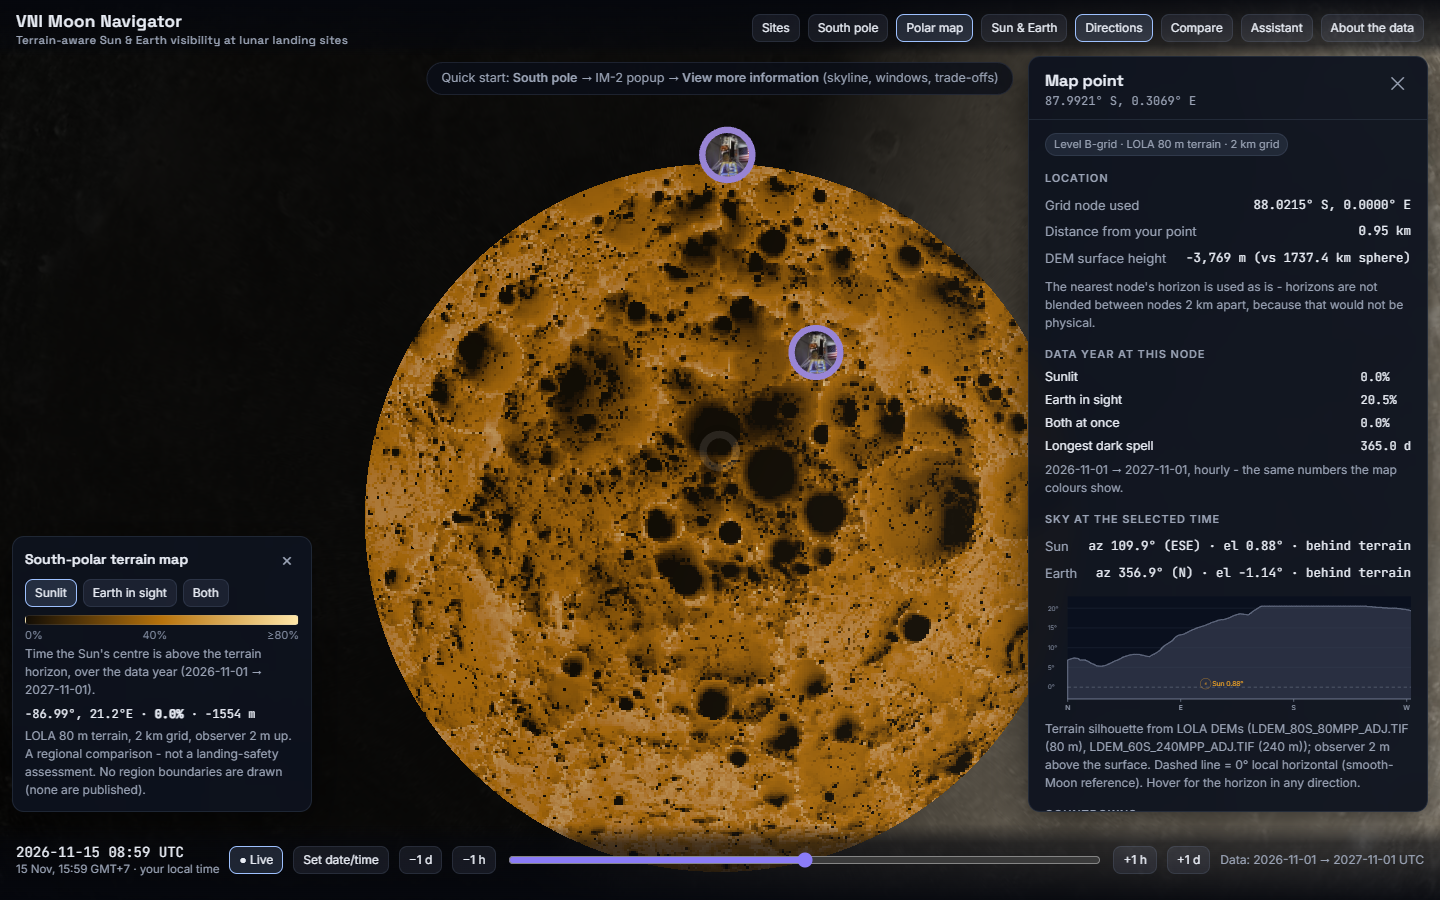 VNI Moon Navigator
Terrain-aware Sun & Earth visibility at lunar landing sites
Sites
South pole
Polar map
Sun & Earth
Directions
Compare
Assistant
About the data
Quick start: South pole → IM-2 popup → View more information (skyline, windows, trade-offs)
Map point
87.9921° S, 0.3069° E
Level B-grid · LOLA 80 m terrain · 2 km grid
LOCATION
Grid node used 88.0215° S, 0.0000° E
Distance from your point 0.95 km
DEM surface height -3,769 m (vs 1737.4 km sphere)
The nearest node's horizon is used as is - horizons are not
blended between nodes 2 km apart, because that would not be
physical.
DATA YEAR AT THIS NODE
Sunlit 0.0%
Earth in sight 20.5%
Both at once 0.0%
Longest dark spell 365.0 d
2026-11-01 → 2027-11-01, hourly - the same numbers the map
colours show.
SKY AT THE SELECTED TIME
Sun az 109.9° (ESE) · el 0.88° · behind terrain
Earth az 356.9° (N) · el -1.14° · behind terrain
20°
15°
10°
5°
0°
Sun 0.88°
N E S W
Terrain silhouette from LOLA DEMs (LDEM_80S_80MPP_ADJ.TIF
(80 m), LDEM_60S_240MPP_ADJ.TIF (240 m)); observer 2 m
above the surface. Dashed line = 0° local horizontal (smooth-
Moon reference). Hover for the horizon in any direction.
South-polar terrain map
Sunlit
Earth in sight
Both
0% 40% ≥80%
Time the Sun's centre is above the terrain
horizon, over the data year (2026-11-01 →
2027-11-01).
-86.99°, 21.2°E · 0.0% · -1554 m
LOLA 80 m terrain, 2 km grid, observer 2 m up.
A regional comparison - not a landing-safety
assessment. No region boundaries are drawn
(none are published).
2026-11-15 08:59 UTC
15 Nov, 15:59 GMT+7 · your local time
● Live
Set date/time
−1 d
−1 h
+1 h
+1 d
Data: 2026-11-01 → 2027-11-01 UTC